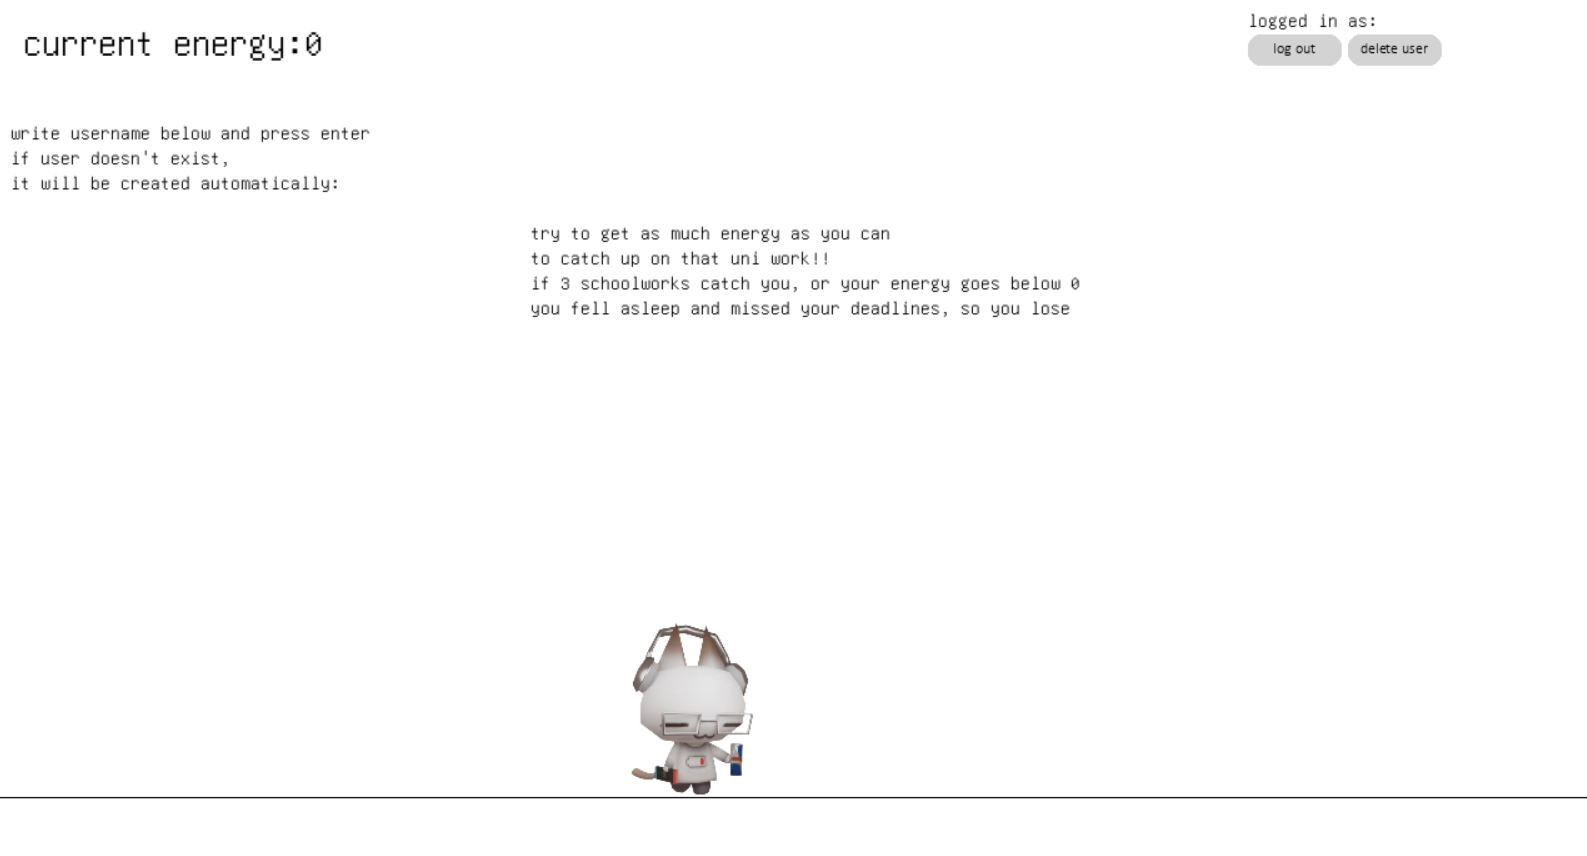 current energy:0
logged in as:
log out
delete user
write username below and press enter
if user doesn't exist,
it will be created automatically:
try to get as much energy as you can
to catch up on that uni work!!
if 3 schoolworks catch you, or your energy goes below 0
you fell asleep and missed your deadlines, so you lose